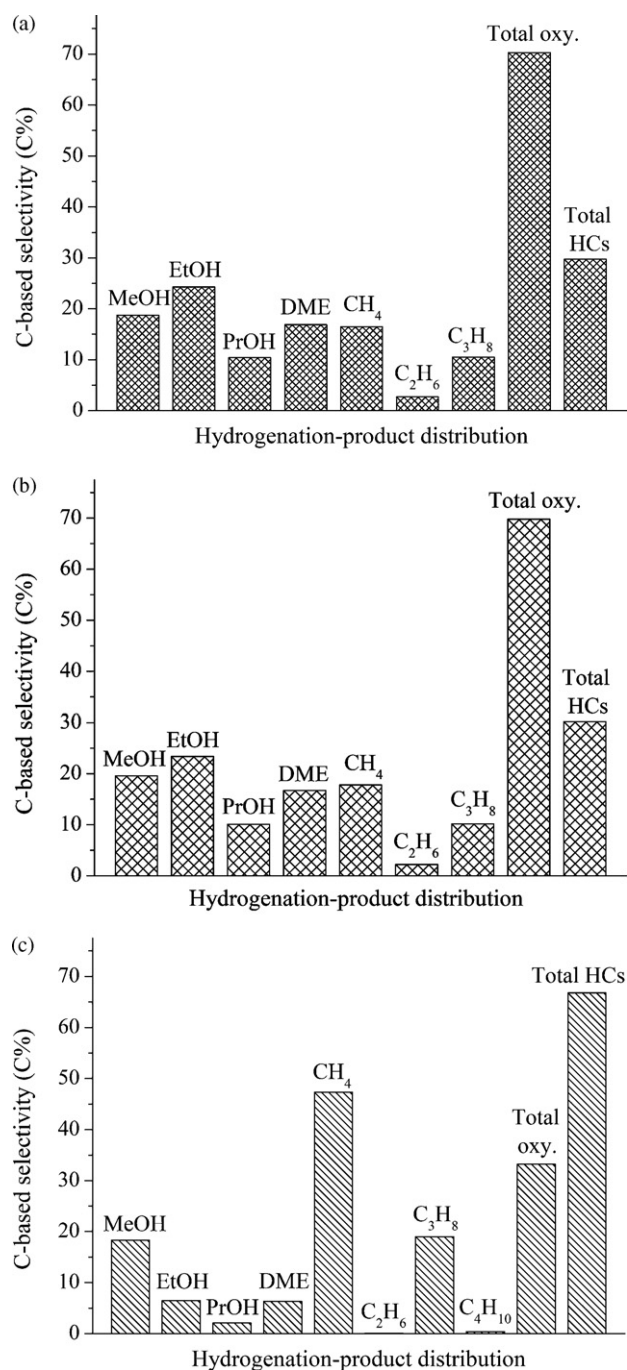 (a)
C-based selectivity (C%)
70
60
50
40
30
20
10
0
MeOH
EtOH
PrOH
DME
CH₄
C₂H₆
C₃H₈
Total oxy.
Total
HCs
Hydrogenation-product distribution
(b)
C-based selectivity (C%)
70
60
50
40
30
20
10
0
MeOH
EtOH
PrOH
DME
CH₄
C₂H₆
C₃H₈
Total oxy.
Total
HCs
Hydrogenation-product distribution
(c)
C-based selectivity (C%)
70
60
50
40
30
20
10
0
MeOH
EtOH
PrOH
DME
CH₄
C₂H₆
C₃H₈
C₄H₁₀
Total
oxy.
Total HCs
Hydrogenation-product distribution